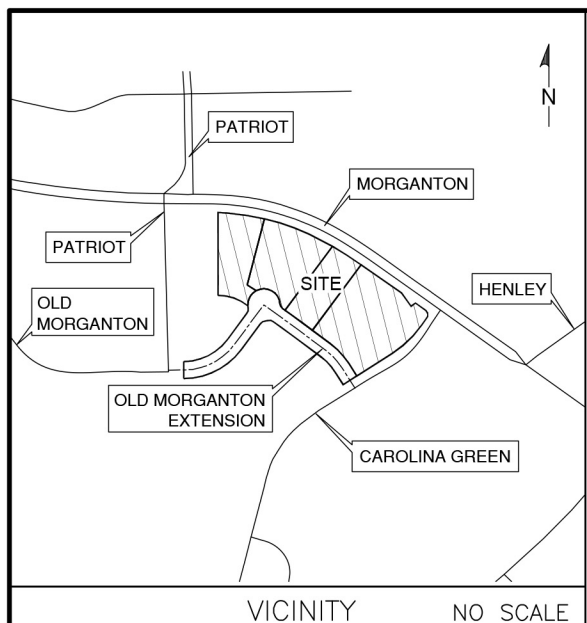 N
PATRIOT
MORGANTON
PATRIOT
SITE
HENLEY
OLD
MORGANTON
OLD MORGANTON
EXTENSION
CAROLINA GREEN
VICINITY NO SCALE